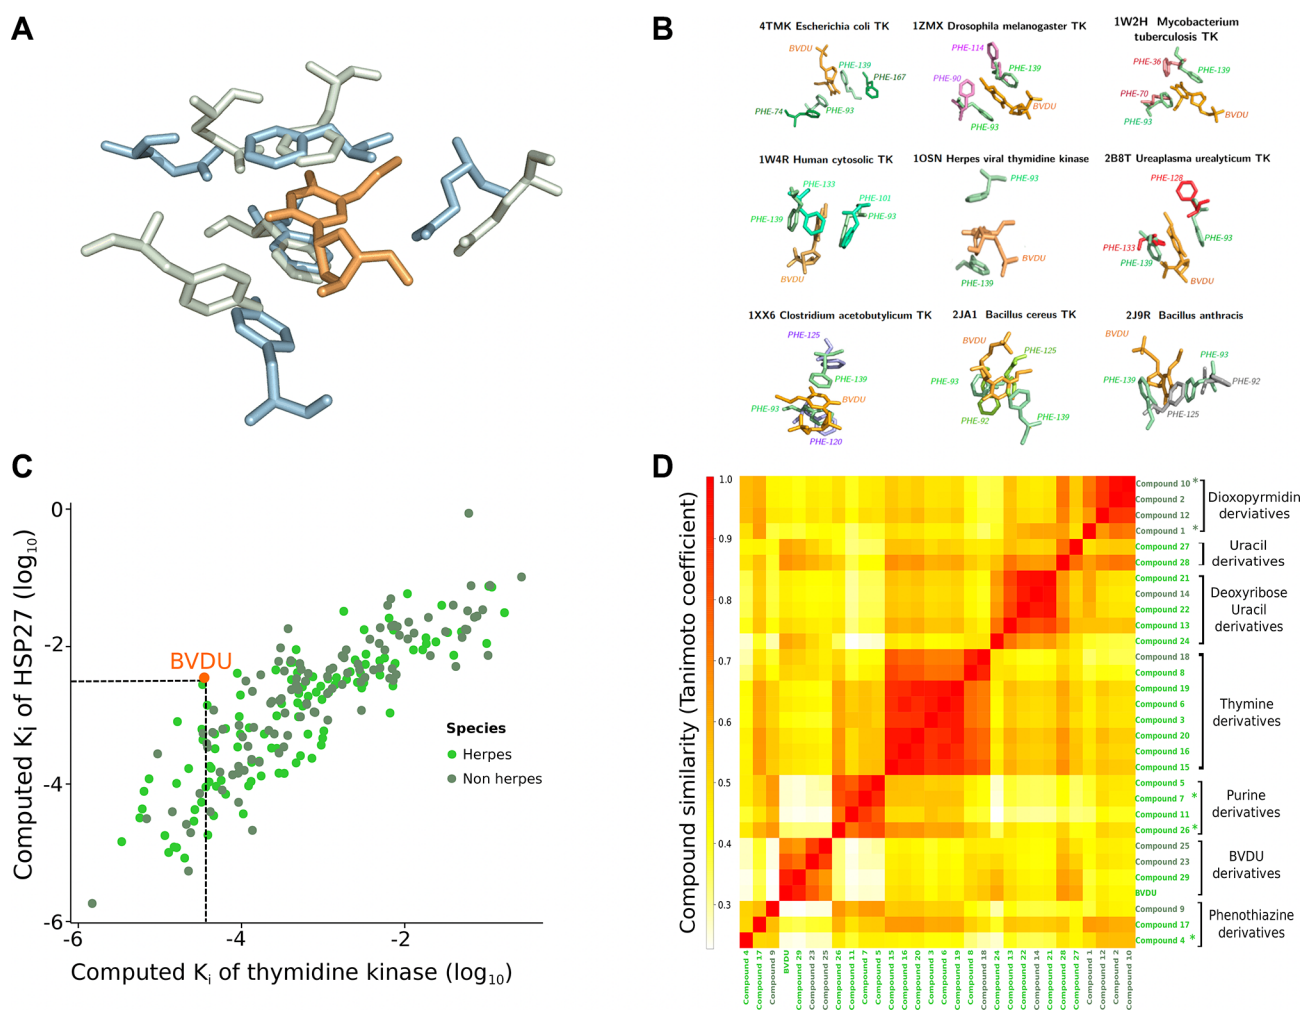 A
B
4TMK Escherichia coli TK
BVDU
PHE-139
PHE-167
PHE-74
PHE-93
1ZMX Drosophila melanogaster TK
PHE-114
PHE-139
PHE-90
BVDU
PHE-93
1W2H Mycobacterium
tuberculosis TK
PHE-36
PHE-139
PHE-70
PHE-93
BVDU
1W4R Human cytosolic TK
PHE-133
PHE-101
PHE-139
PHE-93
BVDU
1OSN Herpes viral thymidine kinase
PHE-93
BVDU
PHE-139
2B8T Ureaplasma urealyticum TK
PHE-128
PHE-93
PHE-133
PHE-139
BVDU
1XX6 Clostridium acetobutylicum TK
PHE-125
PHE-139
BVDU
PHE-93
PHE-120
2JA1 Bacillus cereus TK
BVDU
PHE-125
PHE-93
PHE-92
PHE-139
2J9R Bacillus anthracis
BVDU
PHE-93
PHE-139
PHE-92
PHE-125
C
Computed Ki of HSP27 (log10)
0
-2
-4
-6
BVDU
Species
Herpes
Non herpes
-6
-4
-2
Computed Ki of thymidine kinase (log10)
D
Compound similarity (Tanimoto coefficient)
1.0
0.9
0.8
0.7
0.6
0.5
0.4
0.3
Compound 10 *
Compound 2
Compound 12
Compound 1 *
Compound 27
Compound 28
Compound 21
Compound 14
Compound 22
Compound 13
Compound 24
Compound 18
Compound 8
Compound 19
Compound 6
Compound 3
Compound 20
Compound 16
Compound 15
Compound 5
Compound 7 *
Compound 11
Compound 26 *
Compound 25
Compound 23
Compound 29
BVDU
Compound 9
Compound 17
Compound 4 *
Dioxopyrmidin
derviatives
Uracil
derivatives
Deoxyribose
Uracil
derivatives
Thymine
derivatives
Purine
derivatives
BVDU
derivatives
Phenothiazine
derivatives
Compound 4
Compound 17
Compound 9
BVDU
Compound 29
Compound 23
Compound 25
Compound 26
Compound 11
Compound 7
Compound 5
Compound 15
Compound 16
Compound 20
Compound 3
Compound 6
Compound 19
Compound 8
Compound 18
Compound 24
Compound 13
Compound 22
Compound 14
Compound 21
Compound 28
Compound 27
Compound 1
Compound 12
Compound 2
Compound 10